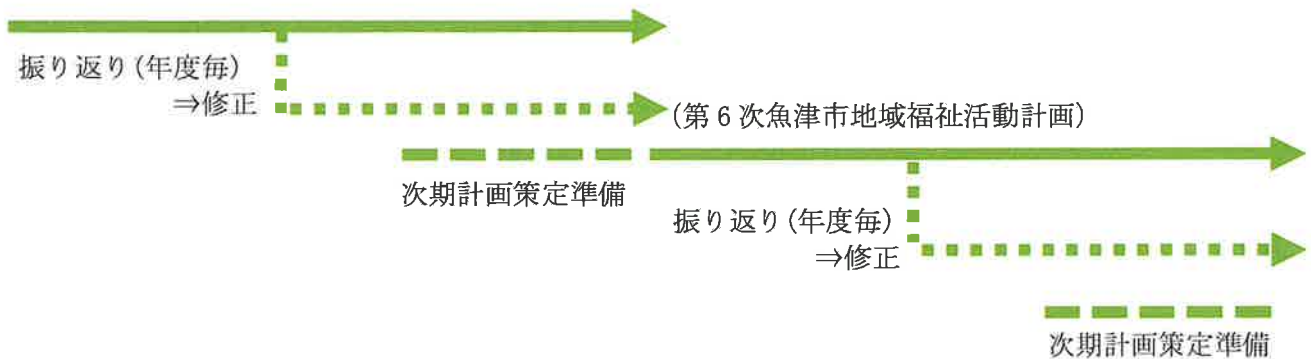 振り返り(年度毎)
⇒修正
(第6次魚津市地域福祉活動計画)
次期計画策定準備
振り返り(年度毎)
⇒修正
次期計画策定準備